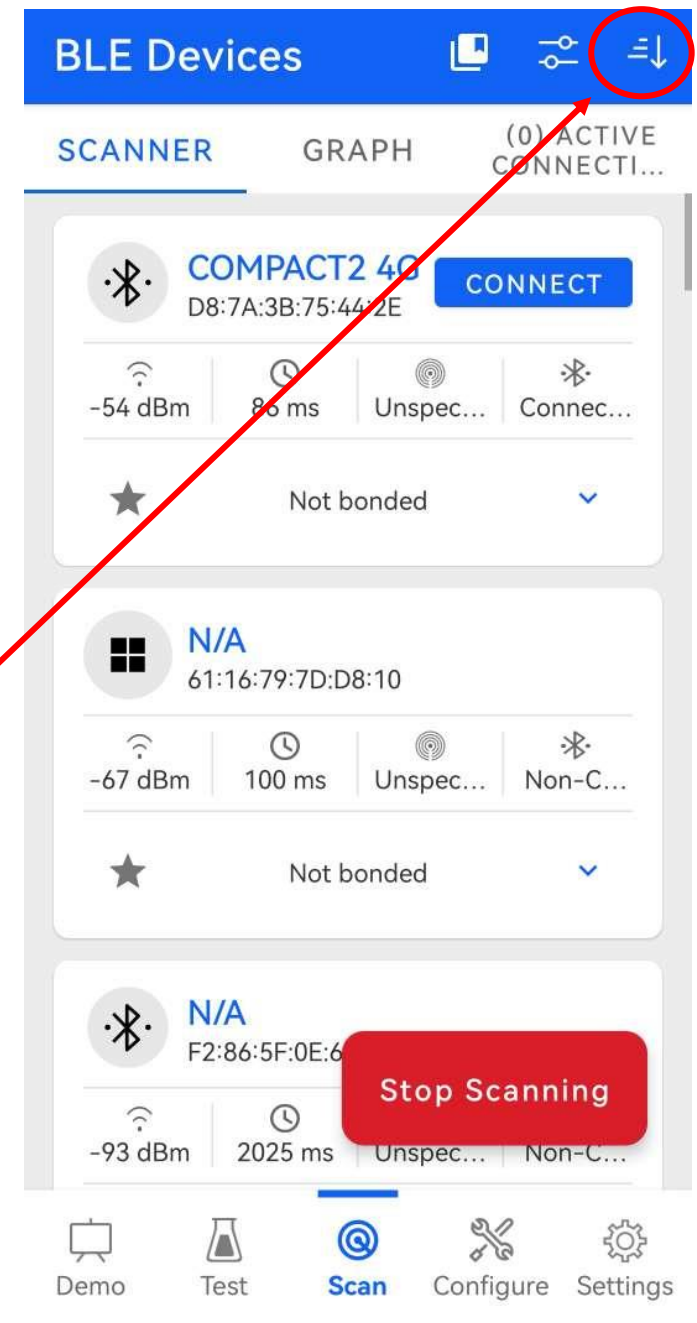 BLE Devices
SCANNER GRAPH (0) ACTIVE CONNECTI...
COMPACT2 4G
CONNECT
D8:7A:3B:75:44:2E
-54 dBm 86 ms Unspec... Connec...
Not bonded
N/A
61:16:79:7D:D8:10
-67 dBm 100 ms Unspec... Non-C...
Not bonded
N/A
F2:86:5F:0E:6
Stop Scanning
-93 dBm 2025 ms Unspec... Non-C...
Demo Test Scan Configure Settings